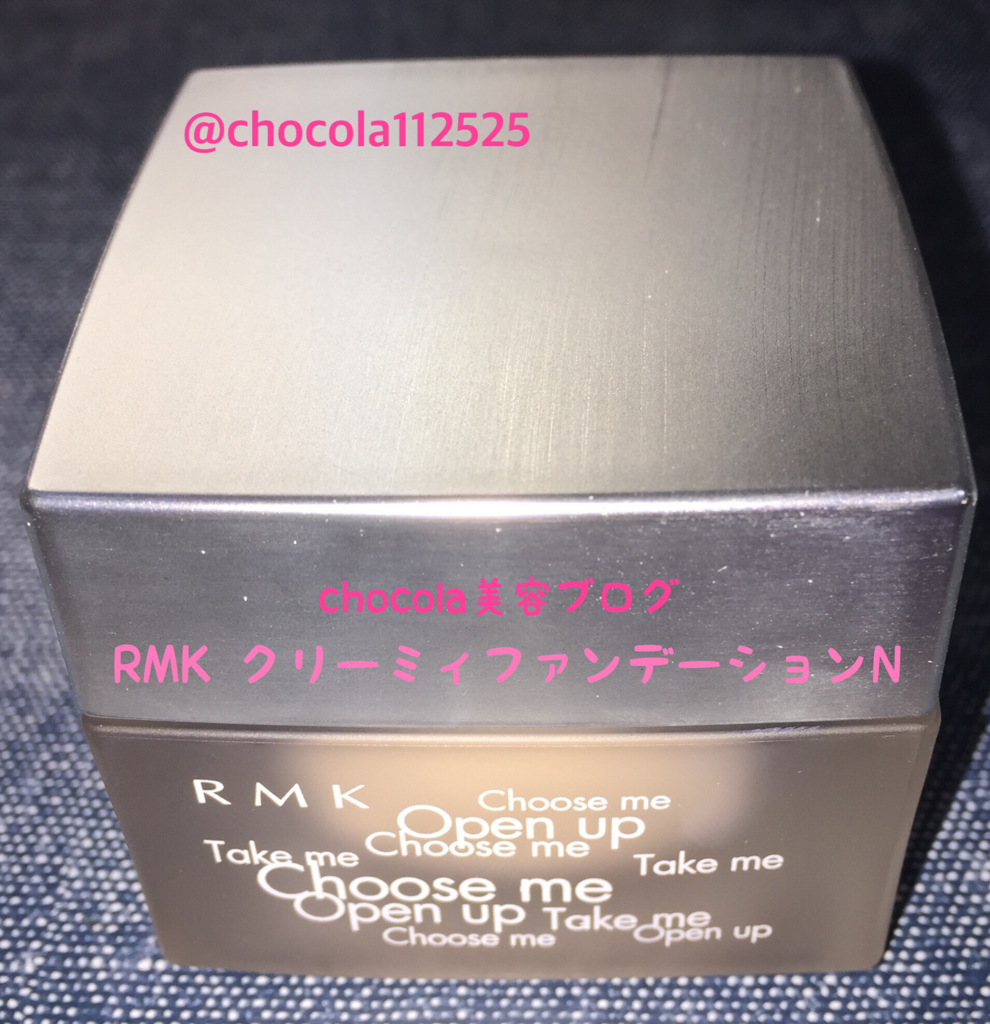 @chocola112525
chocola美容ブログ
RMK クリーミィファンデーションN
RMK
Choose me
Open up
Take me Choose me
Take me
Choose me
Open up Take me
Choose me Open up